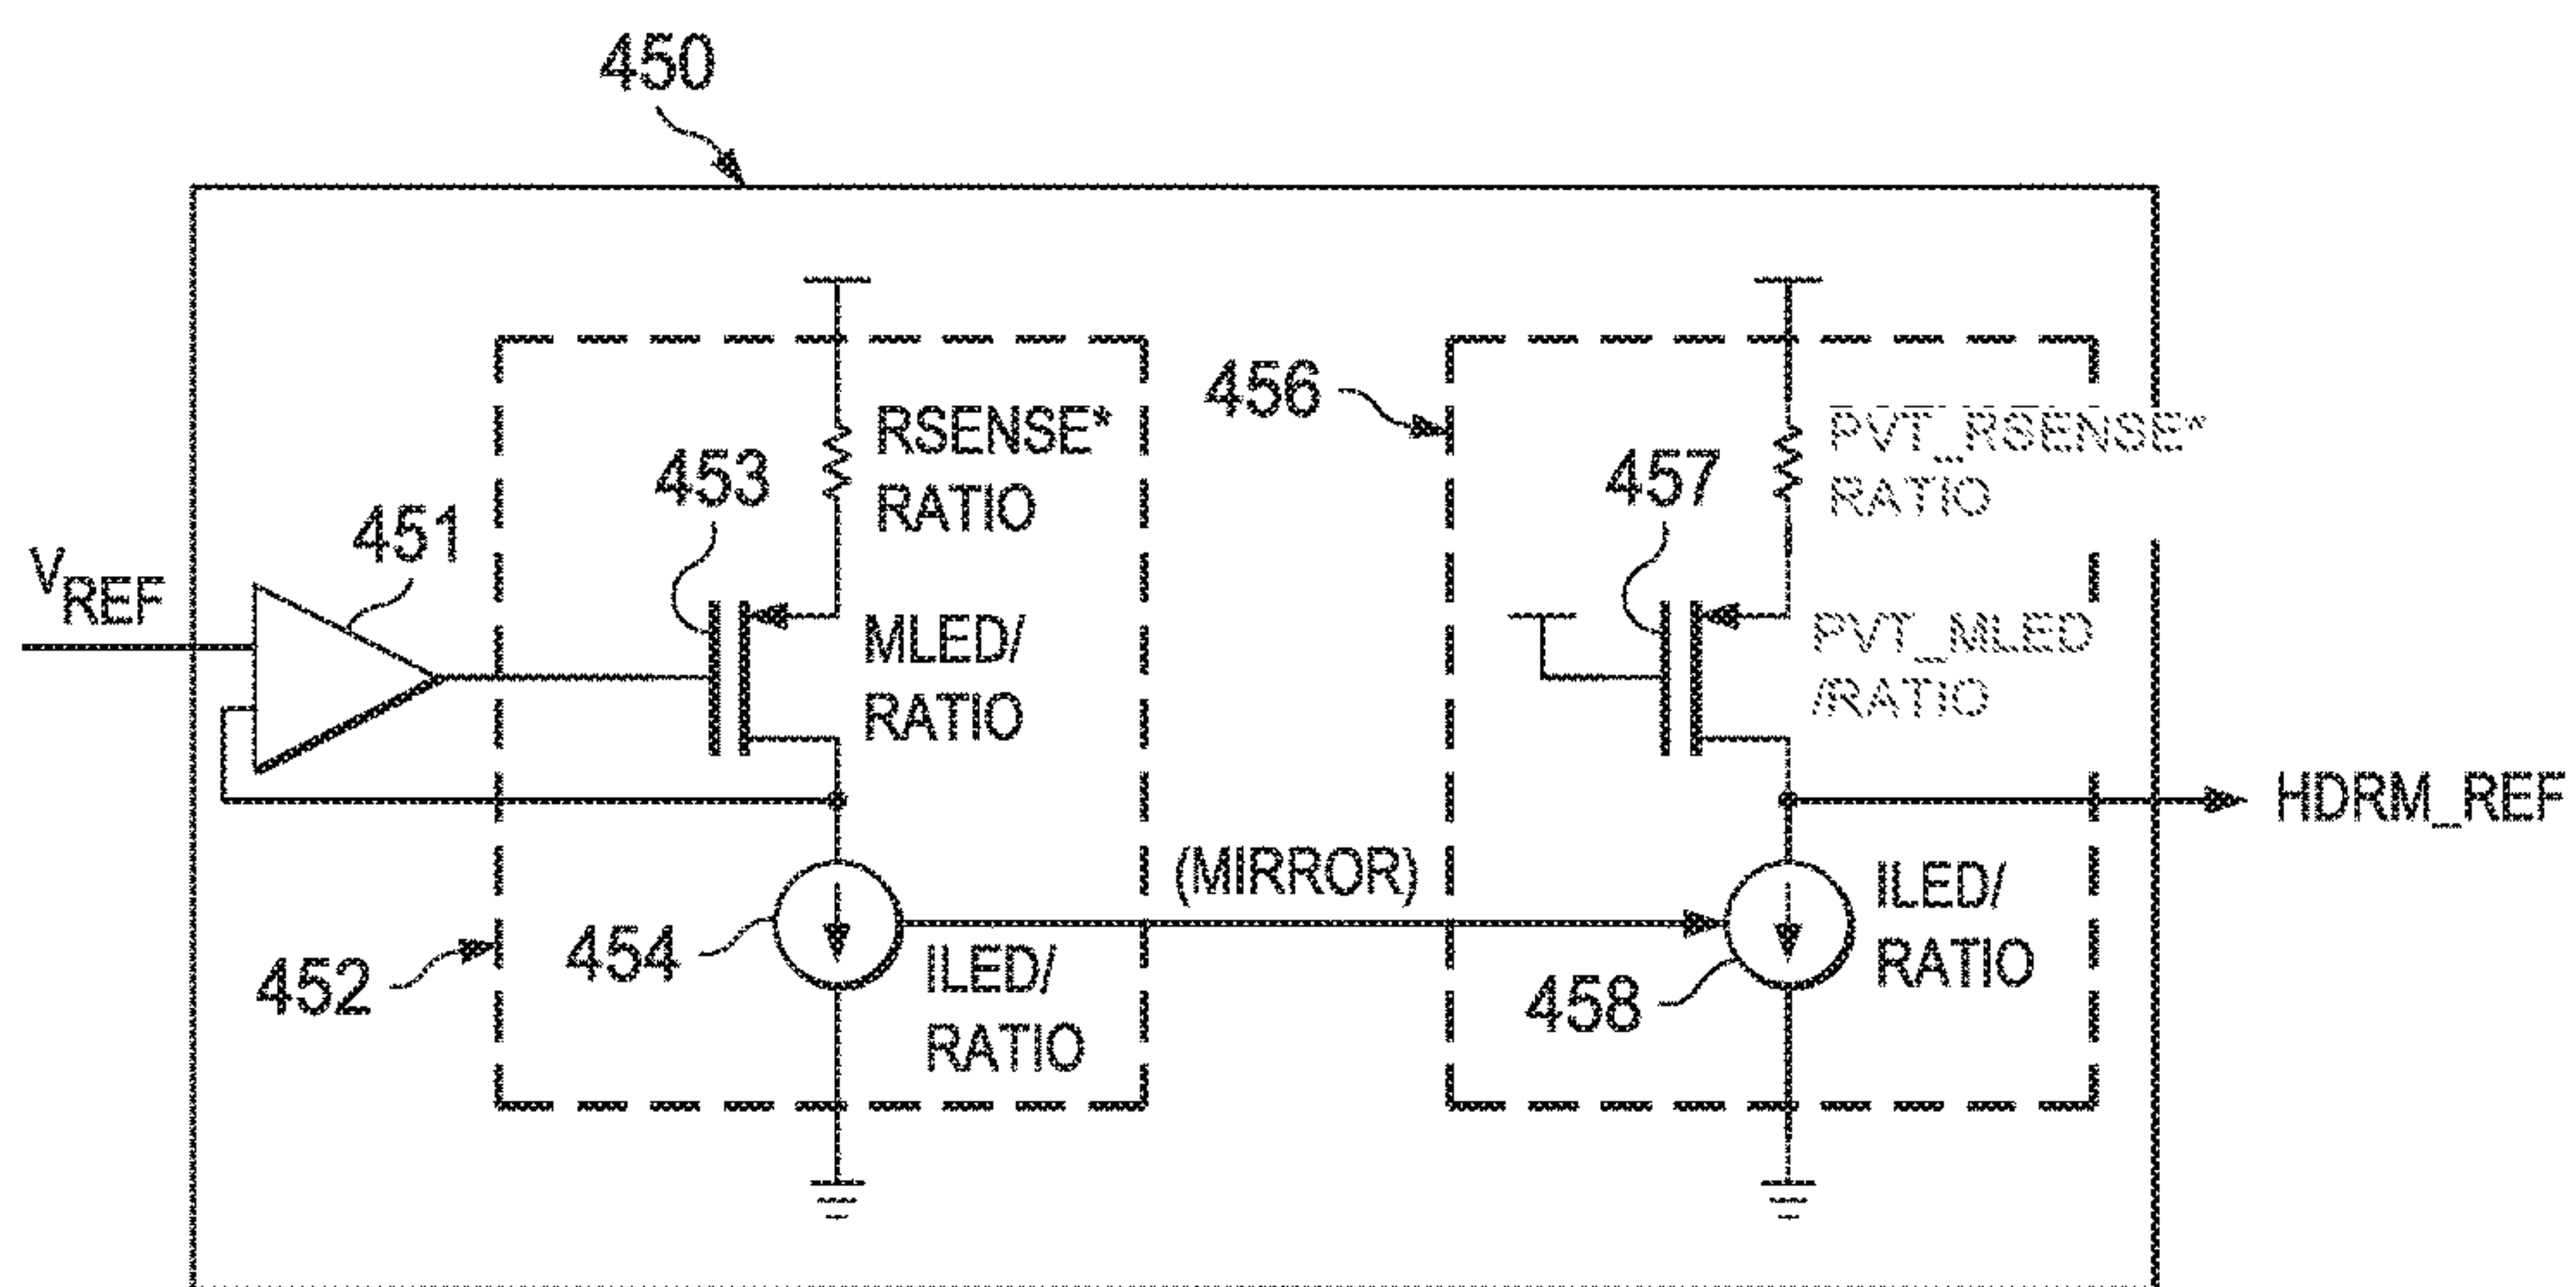 450
RSENSE*
RATIO
453
451
V REF
MLED/
RATIO
456
PVT_RSENSE*
RATIO
457
PVT_MLED
/RATIO
HDRM_REF
(MIRROR)
452
454
ILED/
RATIO
458
ILED/
RATIO